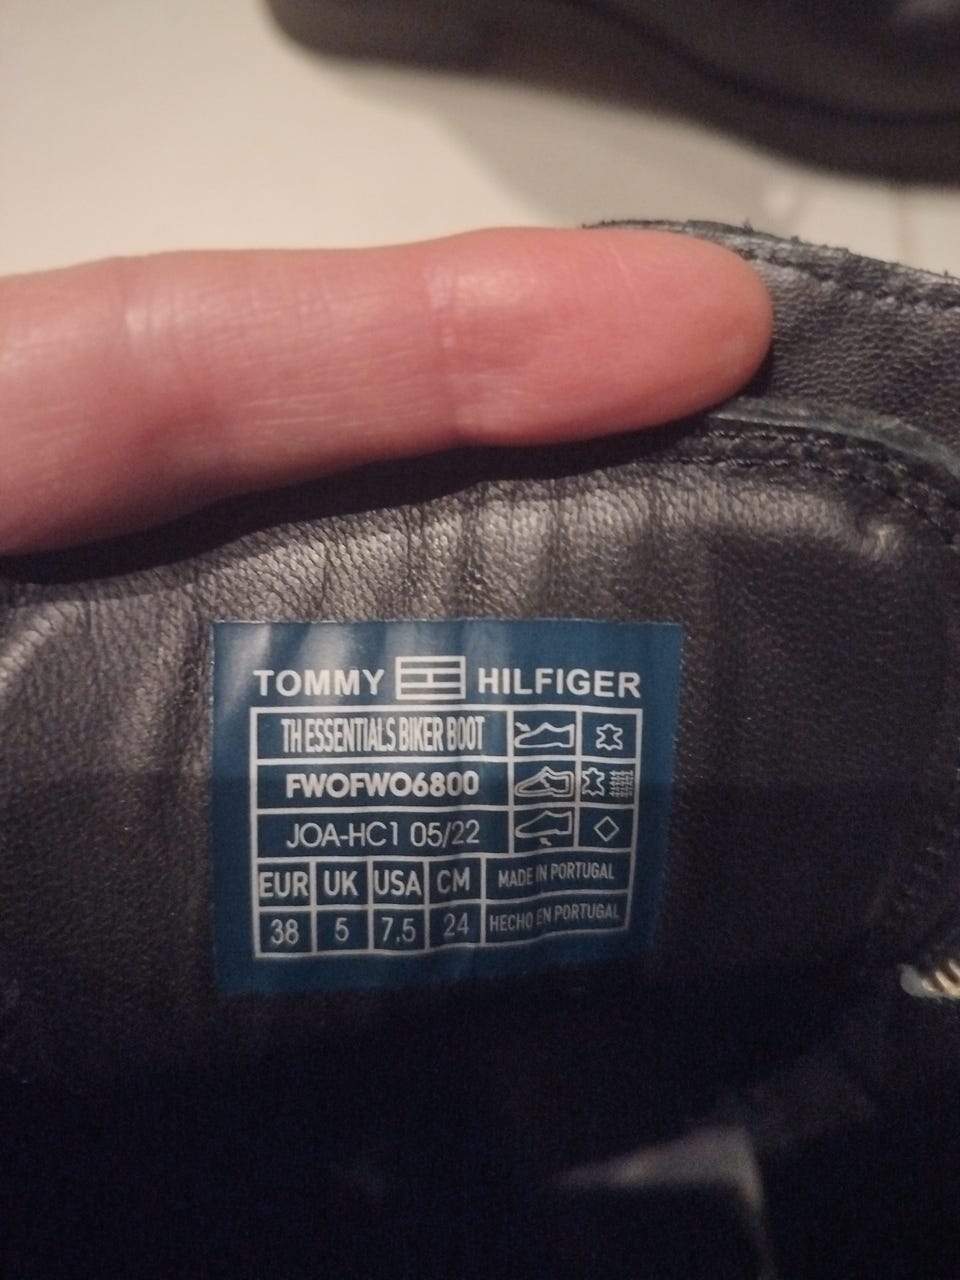 TOMMY HILFIGER
TH ESSENTIALS BIKER BOOT
FWOFWO6800
JOA-HC1 05/22
EUR UK USA CM MADE IN PORTUGAL
38 5 7,5 24 HECHO EN PORTUGAL